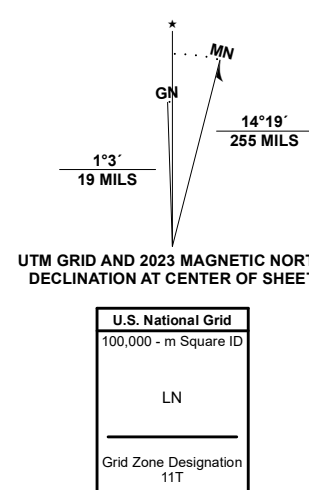 ★
MN
GN
14°19´
255 MILS
1°3´
19 MILS
UTM GRID AND 2023 MAGNETIC NORT
DECLINATION AT CENTER OF SHEET
U.S. National Grid
100,000 - m Square ID
LN
Grid Zone Designation
11T